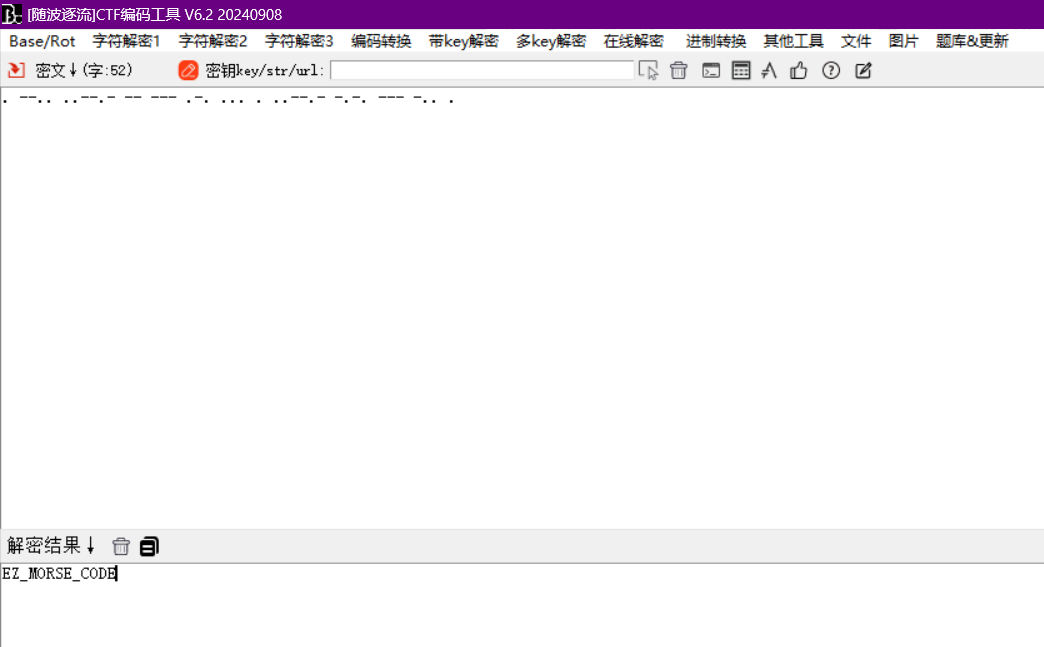 [随波逐流]CTF编码工具 V6.2 20240908
Base/Rot 字符解密1 字符解密2 字符解密3 编码转换 带key解密 多key解密 在线解密 进制转换 其他工具 文件 图片 题库&更新
密文↓(字:52) 密钥key/str/url:
. --.. ..--.- -- --- .-. ... . ..--.- -.-. --- -.. .
解密结果↓
EZ_MORSE_CODE